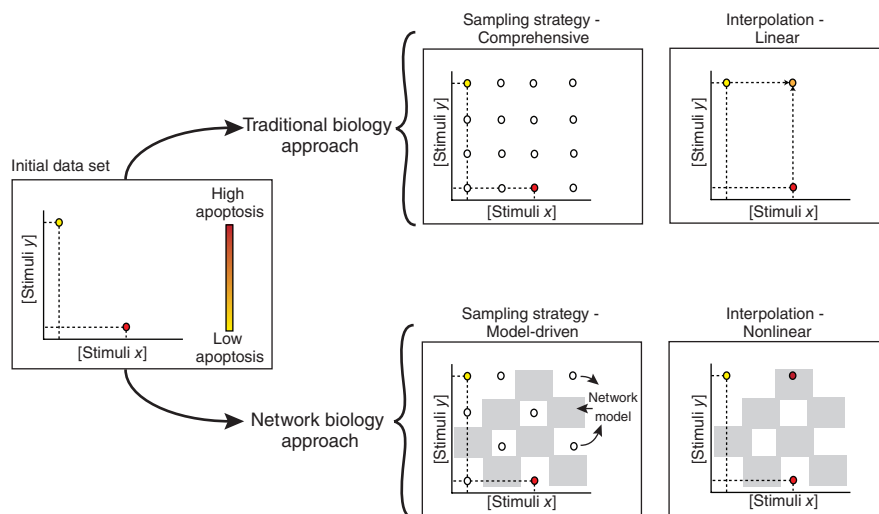 Sampling strategy -
Comprehensive
[Stimuli y]
[Stimuli x]
Interpolation -
Linear
[Stimuli y]
[Stimuli x]
Traditional biology
approach
Initial data set
[Stimuli y]
[Stimuli x]
High
apoptosis
Low
apoptosis
Network biology
approach
Sampling strategy -
Model-driven
[Stimuli y]
[Stimuli x]
Network
model
Interpolation -
Nonlinear
[Stimuli y]
[Stimuli x]